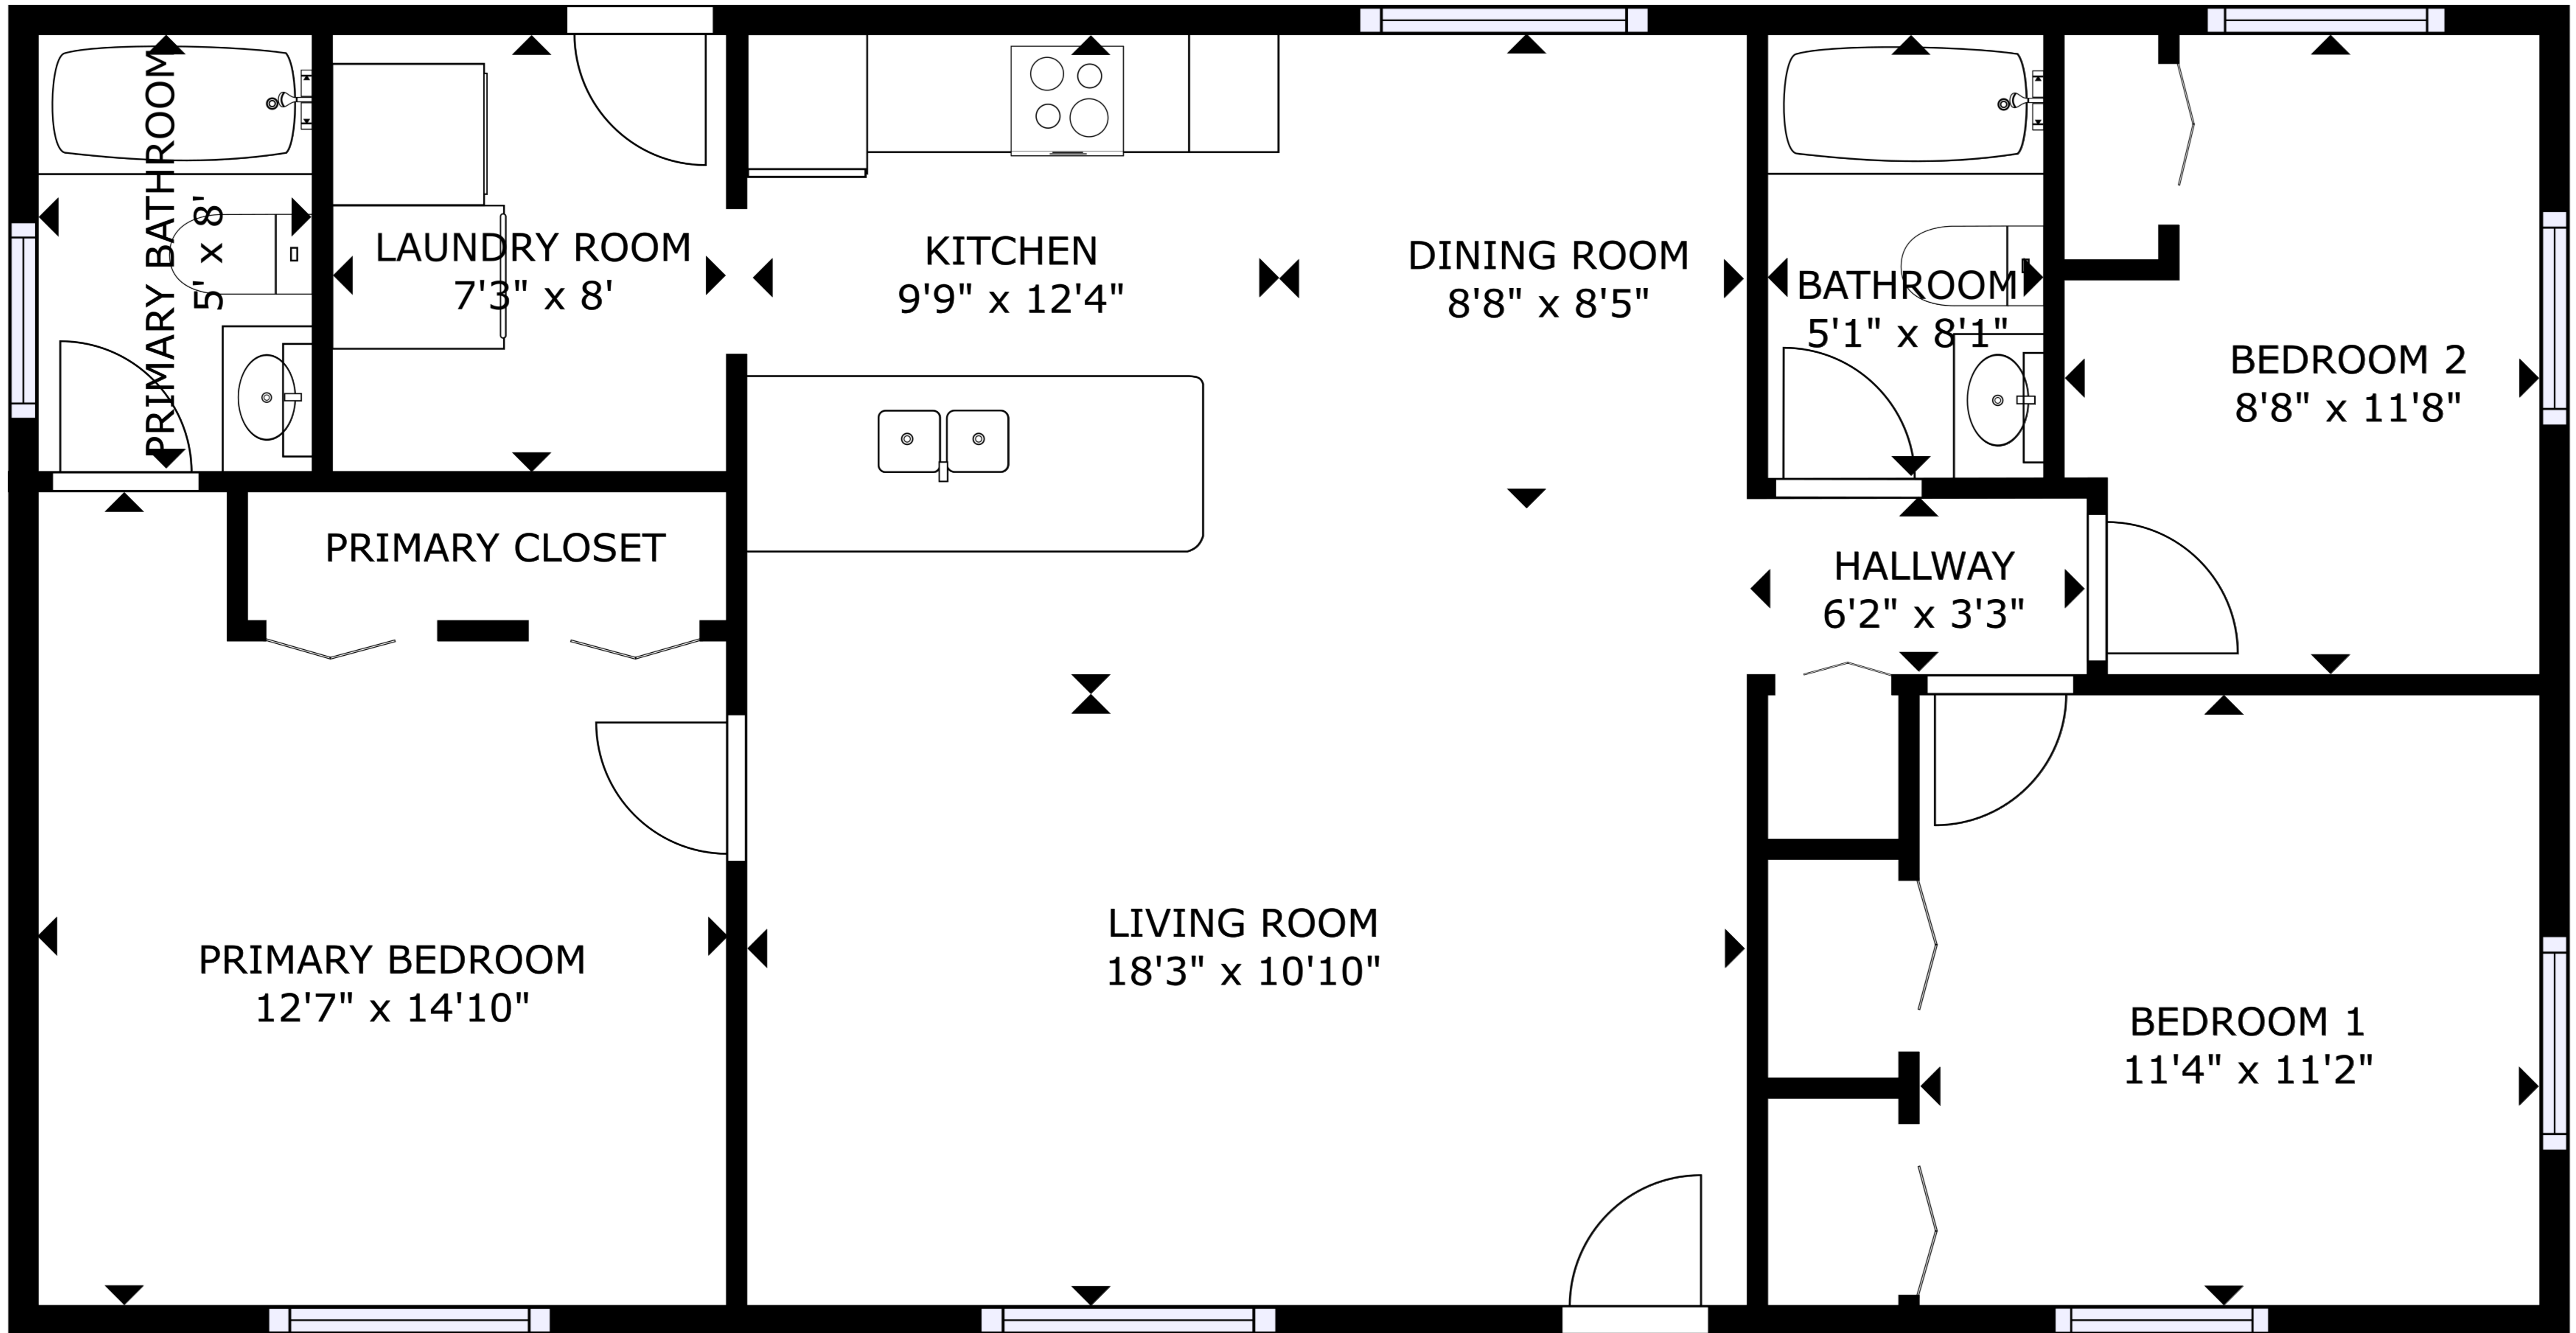 PRIMARY BATHROOM
5' x 8'
LAUNDRY ROOM
7'3" x 8'
KITCHEN
9'9" x 12'4"
DINING ROOM
8'8" x 8'5"
BATHROOM
5'1" x 8'1"
BEDROOM 2
8'8" x 11'8"
PRIMARY CLOSET
HALLWAY
6'2" x 3'3"
PRIMARY BEDROOM
12'7" x 14'10"
LIVING ROOM
18'3" x 10'10"
BEDROOM 1
11'4" x 11'2"